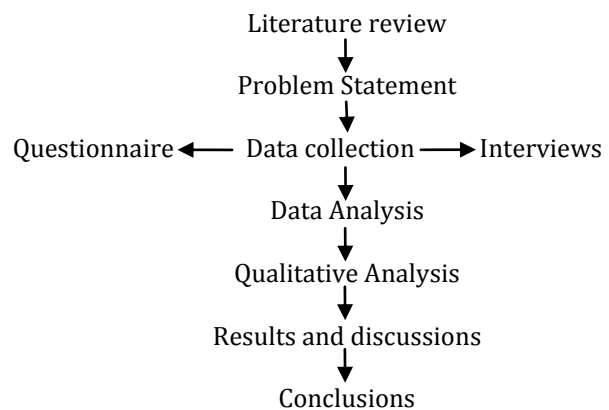 Literature review
Problem Statement
Questionnaire Data collection Interviews
Data Analysis
Qualitative Analysis
Results and discussions
Conclusions